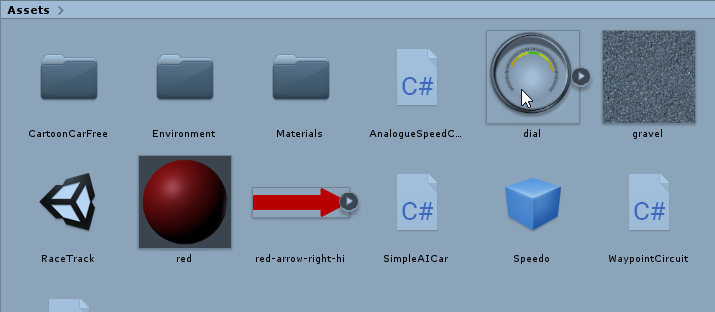 Assets
CartoonCarFree
Environment
Materials
C#
AnalogueSpeedC...
dial
gravel
RaceTrack
red
red-arrow-right-hi
C#
SimpleAICar
Speedo
C#
WaypointCircuit